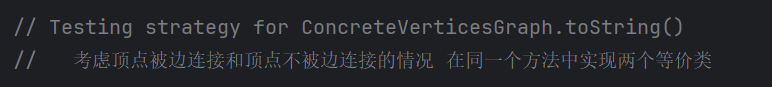 // Testing strategy for ConcreteVerticesGraph.toString()
//   考虑顶点被边连接和顶点不被边连接的情况 在同一个方法中实现两个等价类